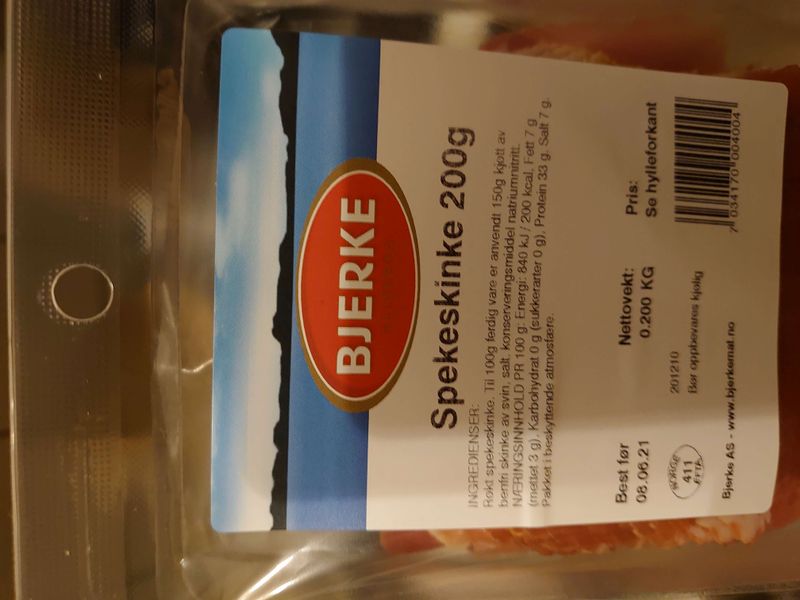 BJERKE
Spekeskinke 200g
INGREDIENSER:
Røkt spekeskinke. Til 100g ferdig vare er anvendt 150g kjøtt av
benfri skinke av svin, salt, konserveringsmiddel natriumnitritt.
NÆRINGSINNHOLD PR 100 g: Energi: 840 kJ / 200 kcal, Fett 7 g
(mettet 3 g), Karbohydrat 0 g (sukkerarter 0 g), Protein 33 g. Salt 7 g.
Pakket i beskyttende atmosfære.
Best før
08.06.21
Nettovekt:
0.200 KG
Pris:
Se hylleforkant
NORGE
411
EFTA
201210
Bør oppbevares kjølig
7 034170 004004
Bjerke AS - www.bjerkemat.no